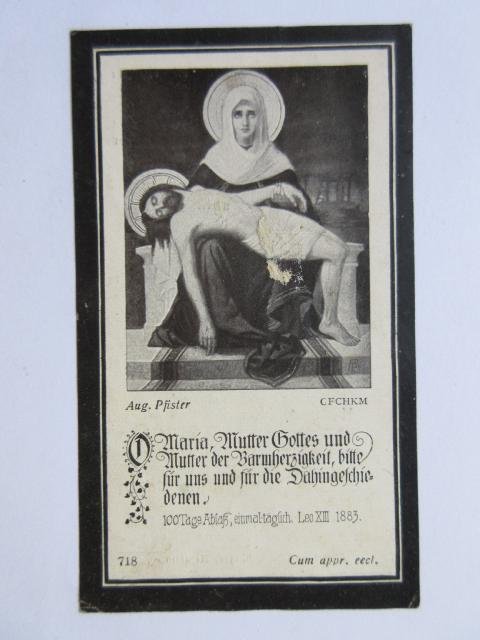 Aug. Pfister CFCHKM
O Maria, Mutter Gottes und
Mutter der Barmherzigkeit, bitte
für uns und für die Dahingeschie-
denen.
100 Tage Ablaß, einmal täglich. Leo XIII 1883.
718 Cum appr. eccl.